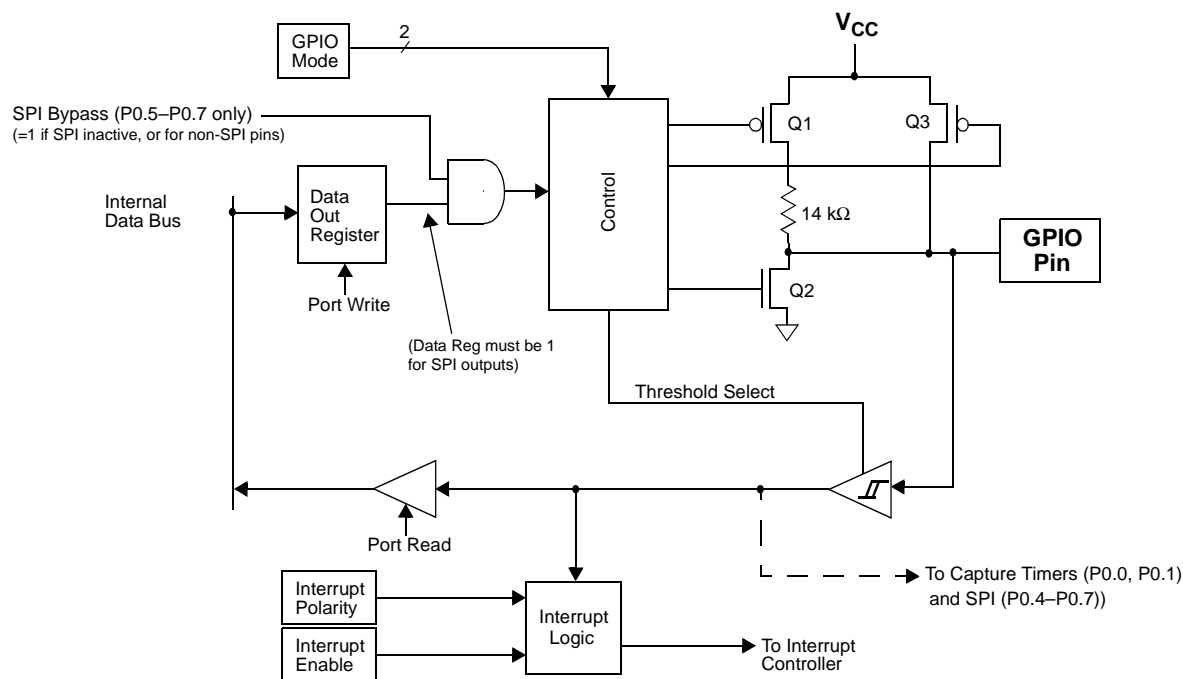 GPIO
Mode
2
VCC
SPI Bypass (P0.5–P0.7 only)
(=1 if SPI inactive, or for non-SPI pins)
Q1
Q3
Internal
Data Bus
Data
Out
Register
Control
14 kΩ
GPIO
Pin
Port Write
Q2
(Data Reg must be 1
for SPI outputs)
Threshold Select
Port Read
To Capture Timers (P0.0, P0.1)
and SPI (P0.4–P0.7))
Interrupt
Polarity
Interrupt
Logic
Interrupt
Enable
To Interrupt
Controller